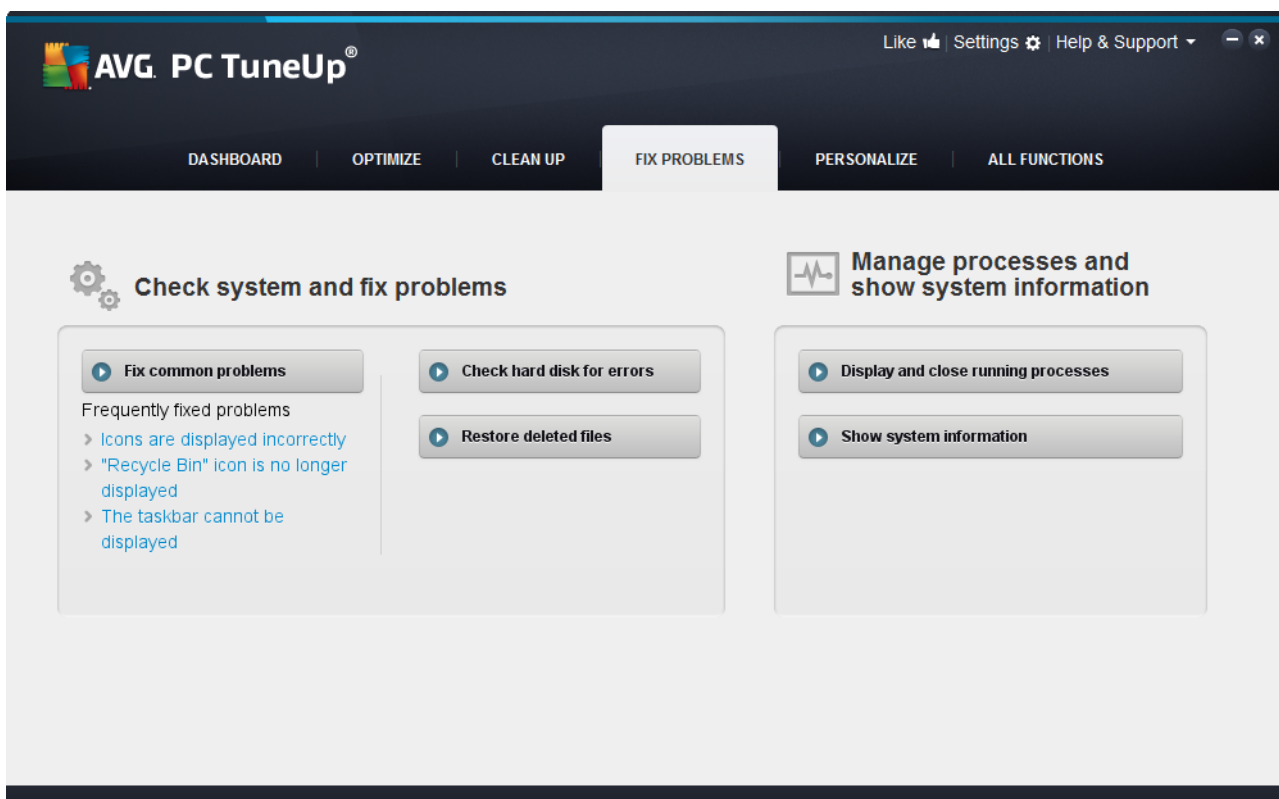 Like | Settings | Help & Support
AVG. PC TuneUp®
DASHBOARD | OPTIMIZE | CLEAN UP | FIX PROBLEMS | PERSONALIZE | ALL FUNCTIONS
Check system and fix problems
Fix common problems
Frequently fixed problems
Icons are displayed incorrectly
"Recycle Bin" icon is no longer
displayed
The taskbar cannot be
displayed
Check hard disk for errors
Restore deleted files
Manage processes and
show system information
Display and close running processes
Show system information